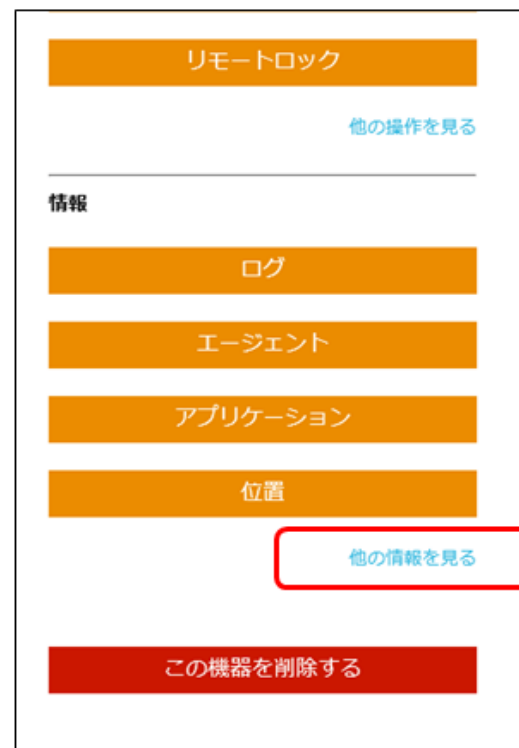 リモートロック
他の操作を見る
情報
ログ
エージェント
アプリケーション
位置
他の情報を見る
この機器を削除する